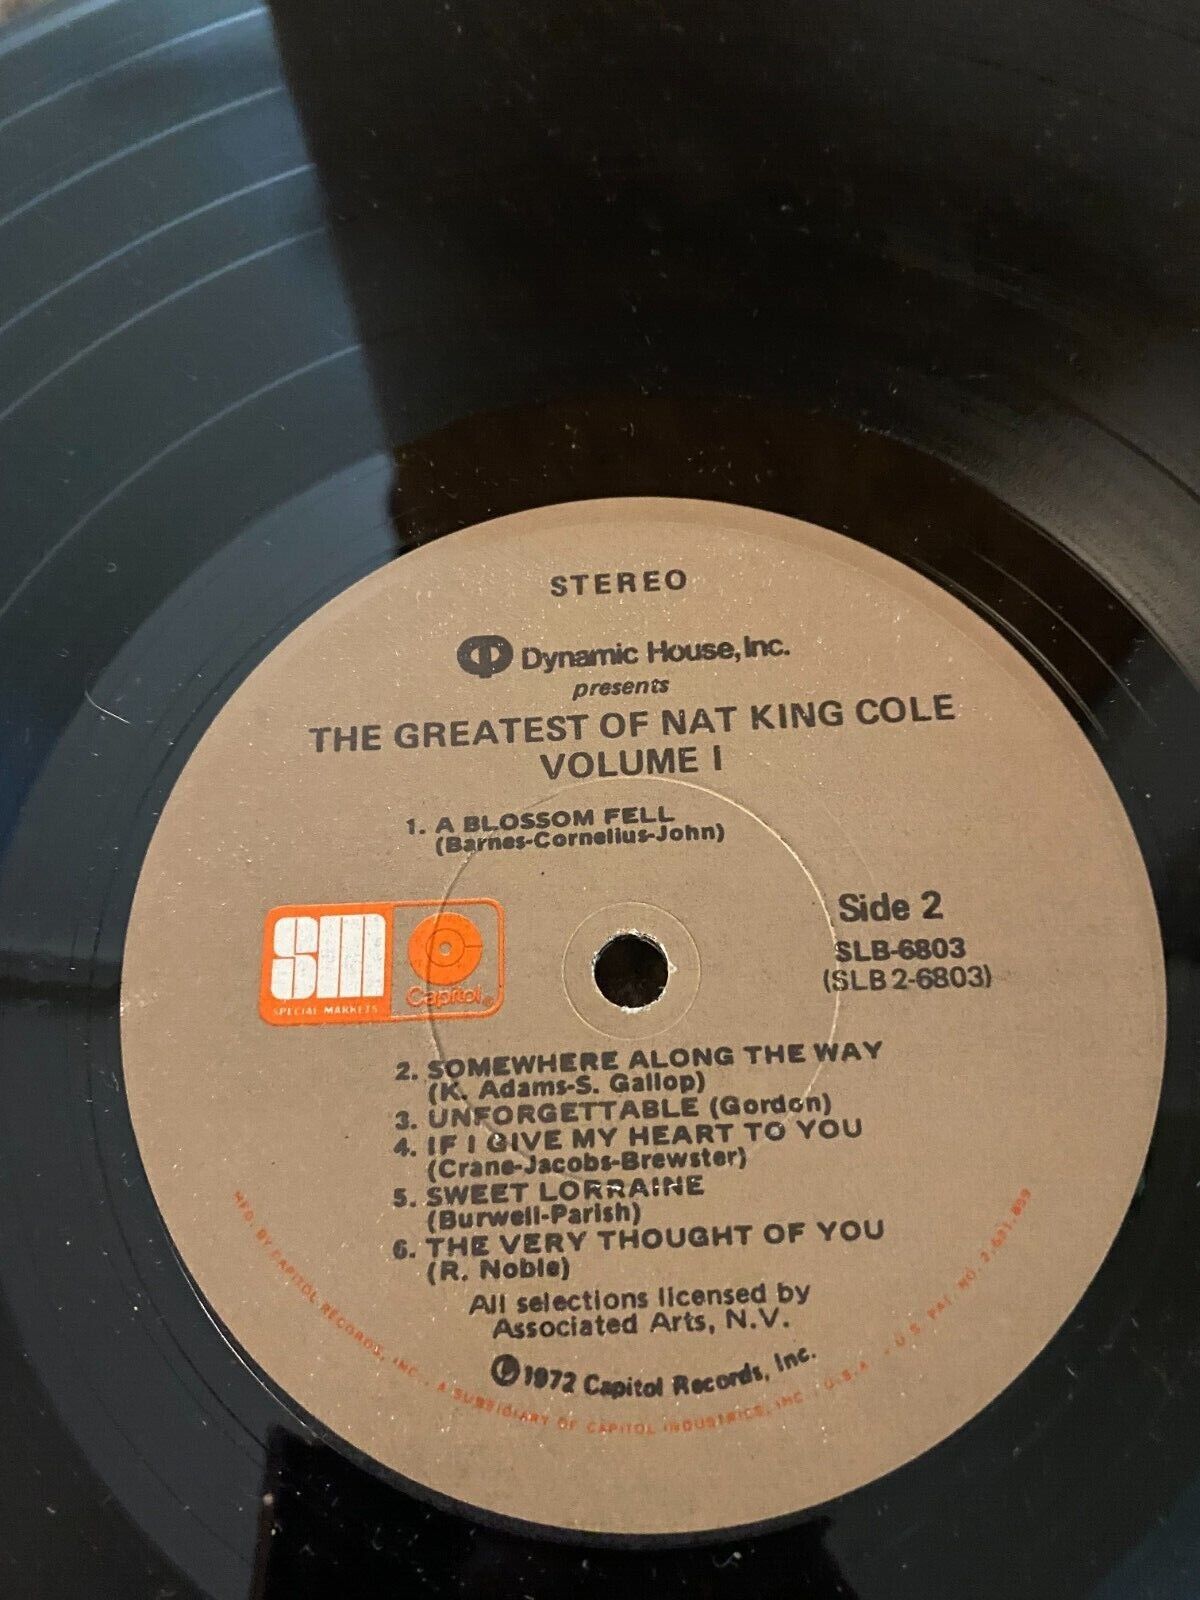 STEREO
Dynamic House, Inc.
presents
THE GREATEST OF NAT KING COLE
VOLUME I
1. A BLOSSOM FELL
(Barnes-Cornelius-John)
SM
SPECIAL MARKETS
Capitol®
Side 2
SLB-6803
(SLB 2-6803)
2. SOMEWHERE ALONG THE WAY
(K. Adams-S. Gallop)
3. UNFORGETTABLE (Gordon)
4. IF I GIVE MY HEART TO YOU
(Crane-Jacobs-Brewster)
5. SWEET LORRAINE
(Burwell-Parish)
6. THE VERY THOUGHT OF YOU
(R. Noble)
All selections licensed by
Associated Arts, N.V.
℗ 1972 Capitol Records, Inc.
MFD. BY CAPITOL RECORDS, INC. · A SUBSIDIARY OF CAPITOL INDUSTRIES, INC. · U.S.A. · U.S. PAT. NO. 2,631,859